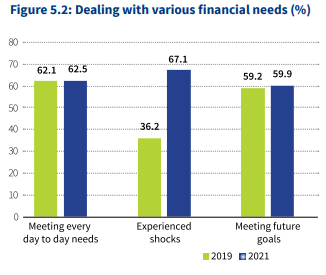 Figure 5.2: Dealing with various financial needs (%)
80
70
60
50
40
30
20
10
0
62.1
62.5
36.2
67.1
59.2
59.9
Meeting every
day to day needs
Experienced
shocks
Meeting future
goals
2019
2021